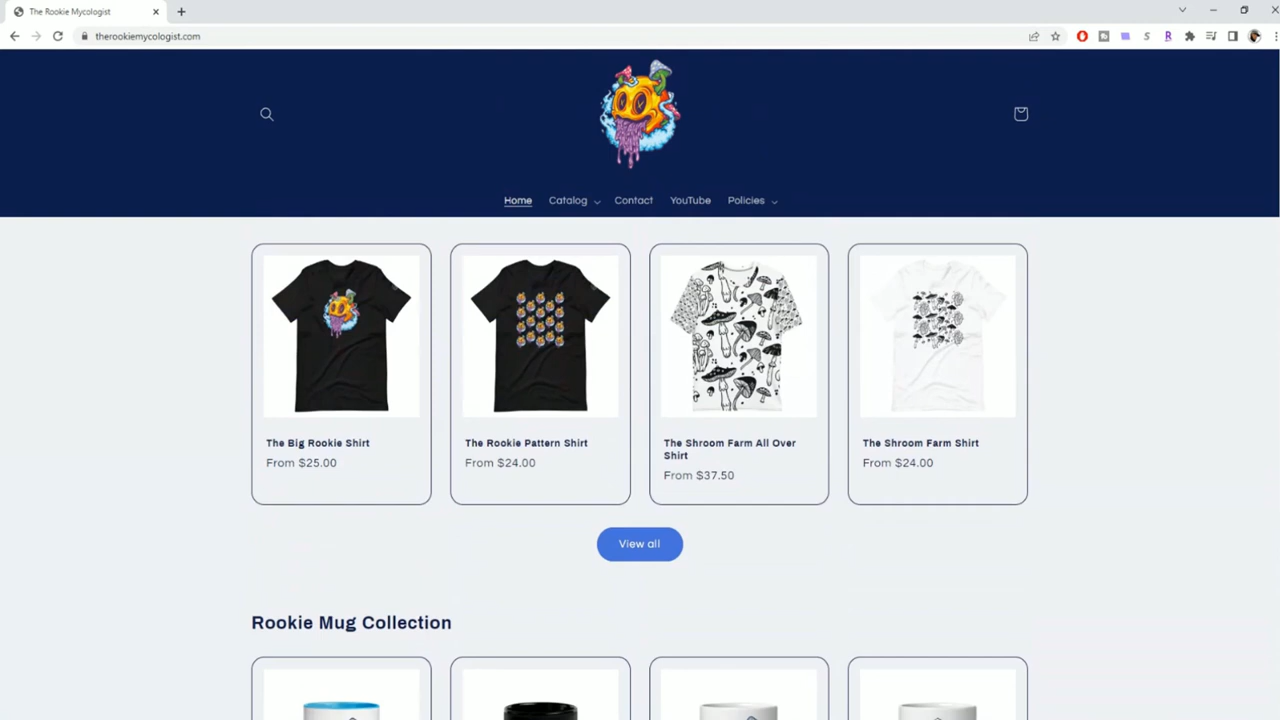 The Rookie Mycologist
therookiemycologist.com
Home Catalog Contact YouTube Policies
The Big Rookie Shirt
From $25.00
The Rookie Pattern Shirt
From $24.00
The Shroom Farm All Over
Shirt
From $37.50
The Shroom Farm Shirt
From $24.00
View all
Rookie Mug Collection